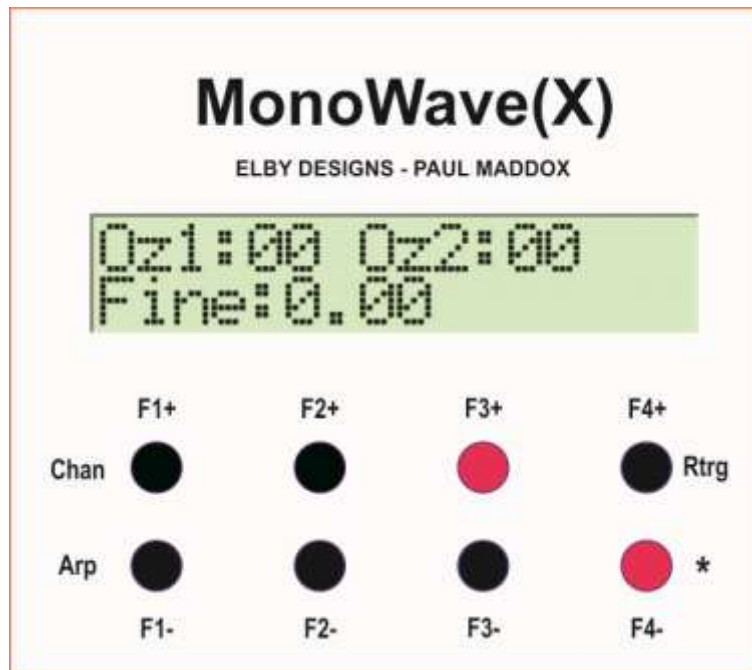 MonoWave(X)
ELBY DESIGNS - PAUL MADDOX
Oz1:00 Oz2:00
Fine:0.00
F1+ F2+ F3+ F4+
Chan Rtrg
Arp *
F1- F2- F3- F4-